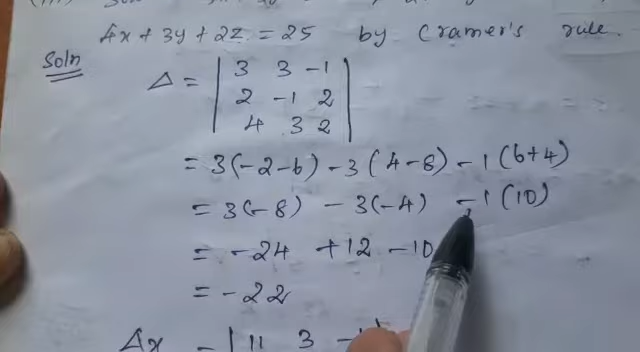 4x + 3y + 2z = 25 by Cramer's rule.
Soln
Δ = | 3 3 -1 |
| 2 -1 2 |
| 4 3 2 |
= 3(-2-6) - 3(4-8) - 1(6+4)
= 3(-8) - 3(-4) - 1(10)
= -24 + 12 - 10
= -22
Δx = | 11 3 -1 |